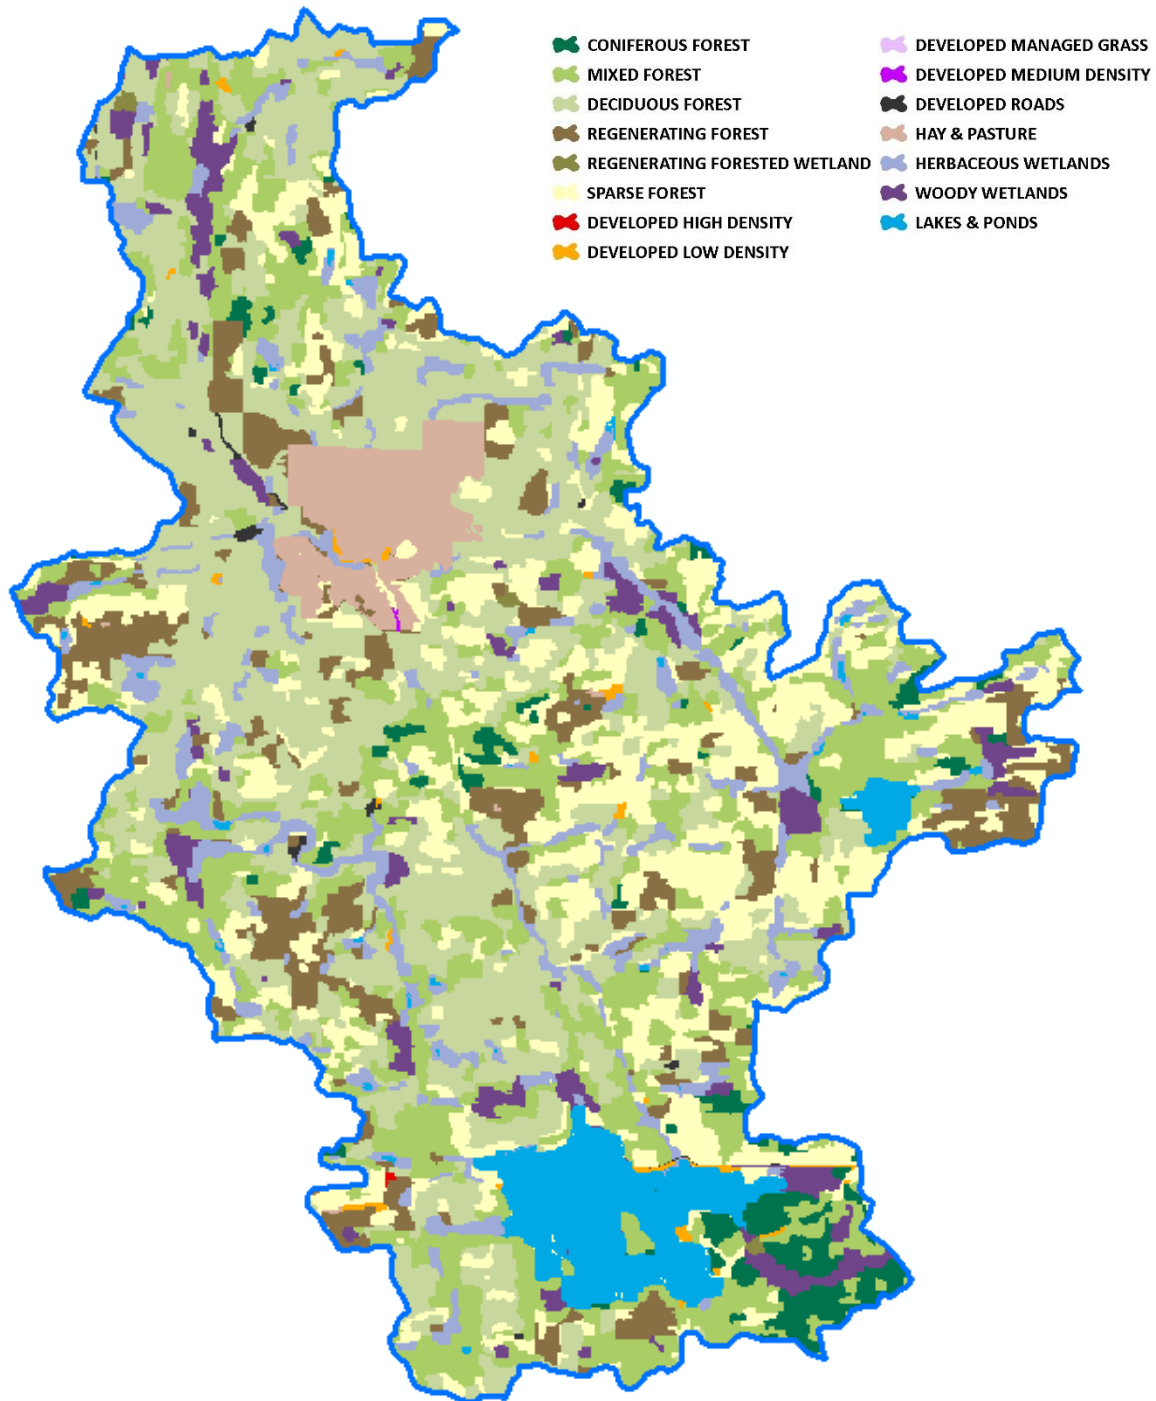 CONIFEROUS FOREST
MIXED FOREST
DECIDUOUS FOREST
REGENERATING FOREST
REGENERATING FORESTED WETLAND
SPARSE FOREST
DEVELOPED HIGH DENSITY
DEVELOPED LOW DENSITY
DEVELOPED MANAGED GRASS
DEVELOPED MEDIUM DENSITY
DEVELOPED ROADS
HAY & PASTURE
HERBACEOUS WETLANDS
WOODY WETLANDS
LAKES & PONDS